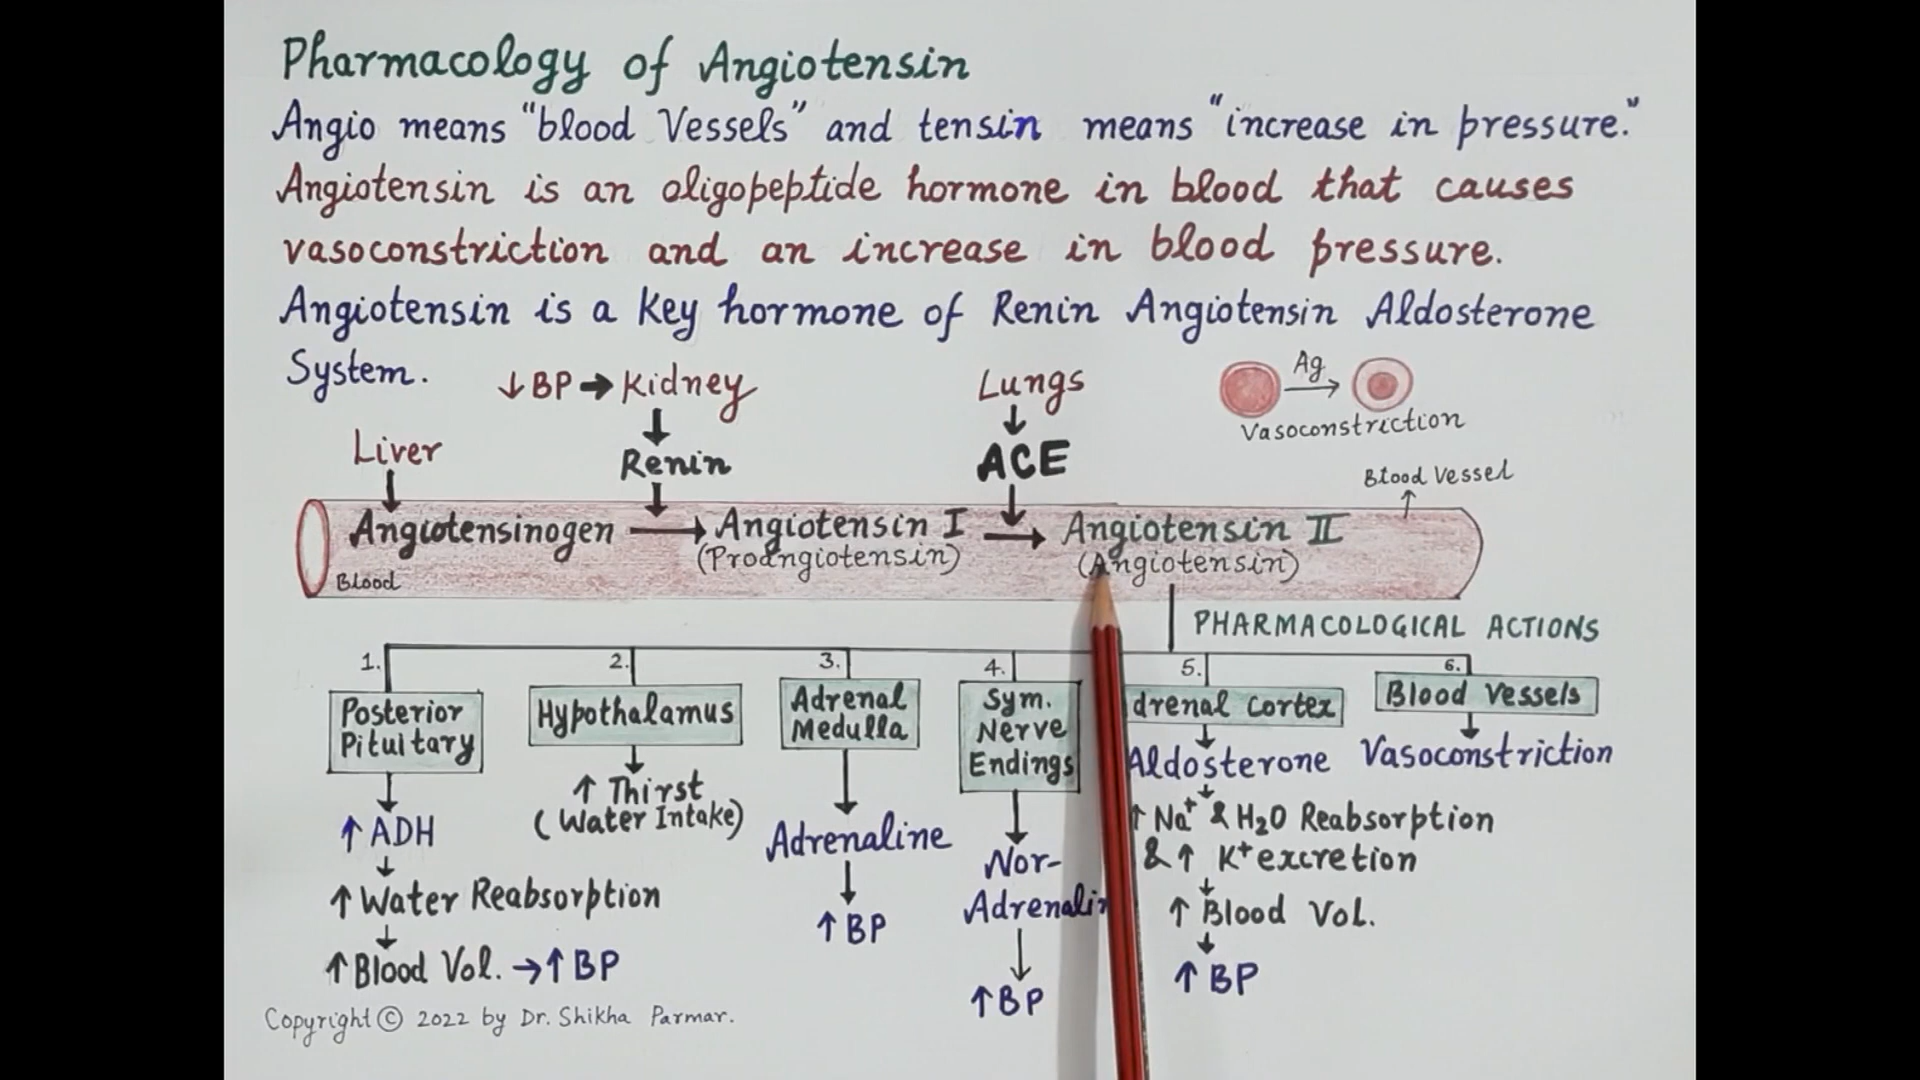 Pharmacology of Angiotensin
Angio means "blood Vessels" and tensin means "increase in pressure."
Angiotensin is an oligopeptide hormone in blood that causes
vasoconstriction and an increase in blood pressure.
Angiotensin is a key hormone of Renin Angiotensin Aldosterone
System.
↓BP → Kidney
Lungs
Ag
Vasoconstriction
Liver
Renin
ACE
Blood Vessel
Angiotensinogen → Angiotensin I → Angiotensin II
(Proangiotensin)
(Angiotensin)
Blood
PHARMACOLOGICAL ACTIONS
1.
Posterior
Pituitary
↑ADH
↑Water Reabsorption
↑Blood Vol. → ↑BP
2.
Hypothalamus
↑ Thirst
(Water Intake)
3.
Adrenal
Medulla
Adrenaline
↑BP
4.
Sym.
Nerve
Endings
Nor-
Adrenalin
↑BP
5.
drenal cortex
Aldosterone
↑ Na⁺ & H2O Reabsorption
& ↑ K⁺ excretion
↑ Blood Vol.
↑ BP
6.
Blood Vessels
Vasoconstriction
Copyright © 2022 by Dr. Shikha Parmar.